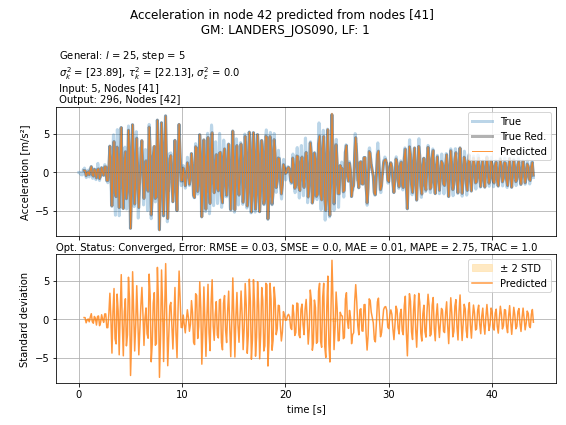 Acceleration in node 42 predicted from nodes [41]
GM: LANDERS_JOS090, LF: 1
General: l = 25, step = 5
σ²ₖ = [23.89], τ²ₖ = [22.13], σ²ₑ = 0.0
Input: 5, Nodes [41]
Output: 296, Nodes [42]
Acceleration [m/s²]
5
0
−5
True
True Red.
Predicted
Opt. Status: Converged, Error: RMSE = 0.03, SMSE = 0.0, MAE = 0.01, MAPE = 2.75, TRAC = 1.0
Standard deviation
5
0
−5
± 2 STD
Predicted
0 10 20 30 40
time [s]